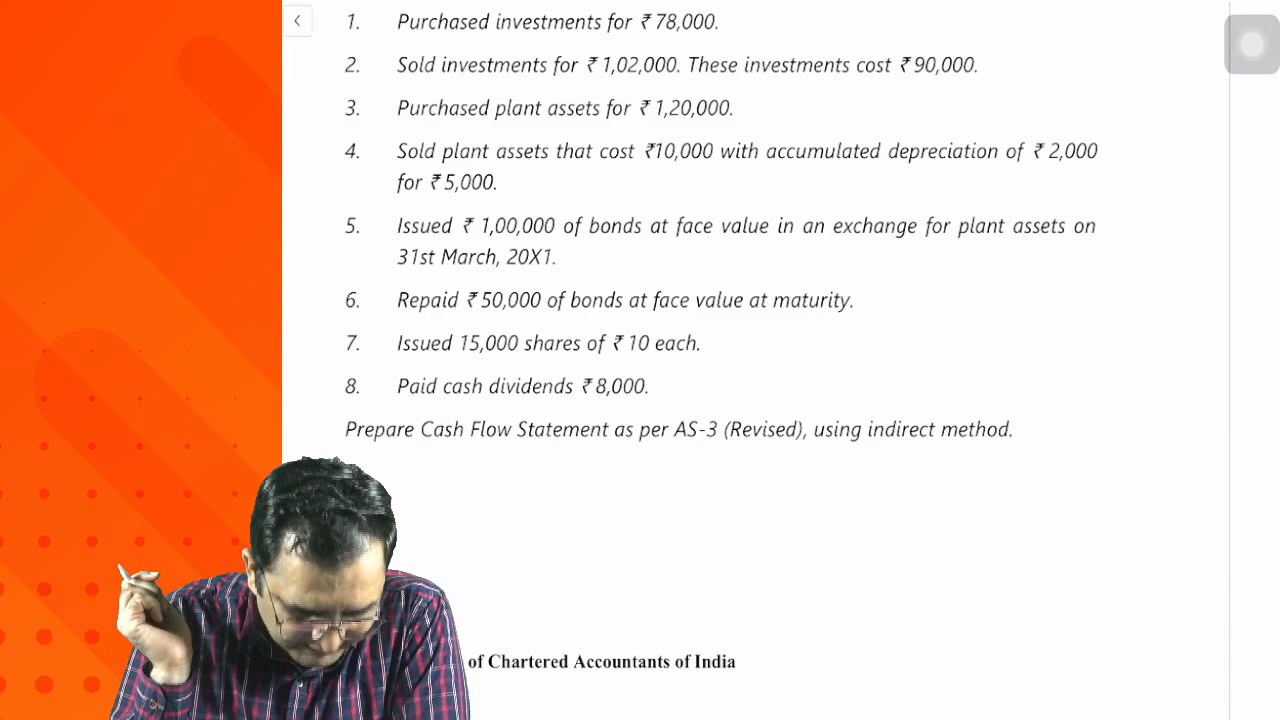 1. Purchased investments for ₹ 78,000.
2. Sold investments for ₹ 1,02,000. These investments cost ₹ 90,000.
3. Purchased plant assets for ₹ 1,20,000.
4. Sold plant assets that cost ₹10,000 with accumulated depreciation of ₹ 2,000
for ₹ 5,000.
5. Issued ₹ 1,00,000 of bonds at face value in an exchange for plant assets on
31st March, 20X1.
6. Repaid ₹ 50,000 of bonds at face value at maturity.
7. Issued 15,000 shares of ₹ 10 each.
8. Paid cash dividends ₹ 8,000.
Prepare Cash Flow Statement as per AS-3 (Revised), using indirect method.
of Chartered Accountants of India